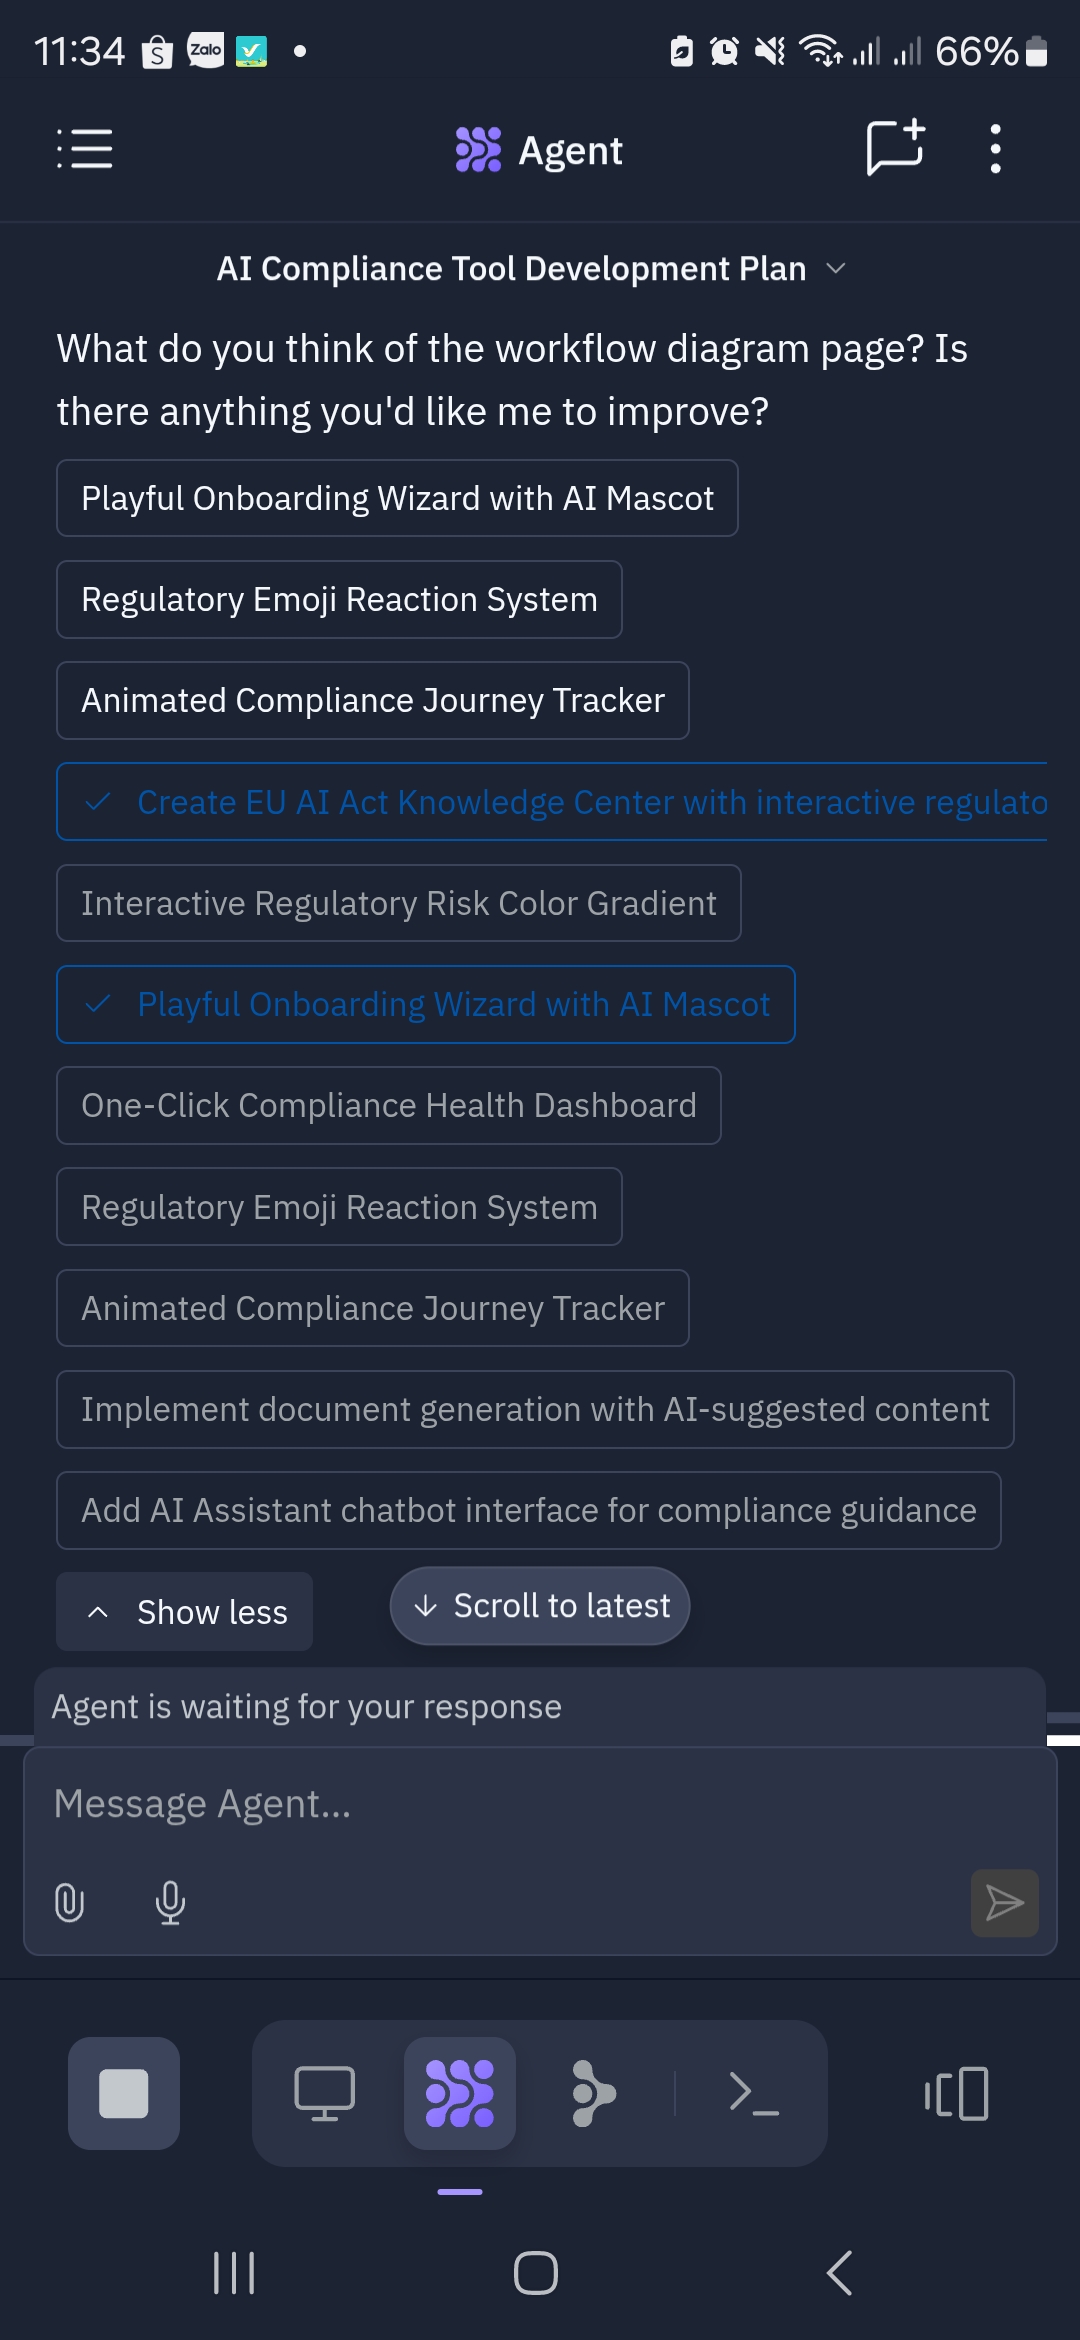 11:34
S
Zalo
66%
Agent
AI Compliance Tool Development Plan
What do you think of the workflow diagram page? Is
there anything you'd like me to improve?
Playful Onboarding Wizard with AI Mascot
Regulatory Emoji Reaction System
Animated Compliance Journey Tracker
Create EU AI Act Knowledge Center with interactive regulato
Interactive Regulatory Risk Color Gradient
Playful Onboarding Wizard with AI Mascot
One-Click Compliance Health Dashboard
Regulatory Emoji Reaction System
Animated Compliance Journey Tracker
Implement document generation with AI-suggested content
Add AI Assistant chatbot interface for compliance guidance
Show less
Scroll to latest
Agent is waiting for your response
Message Agent...